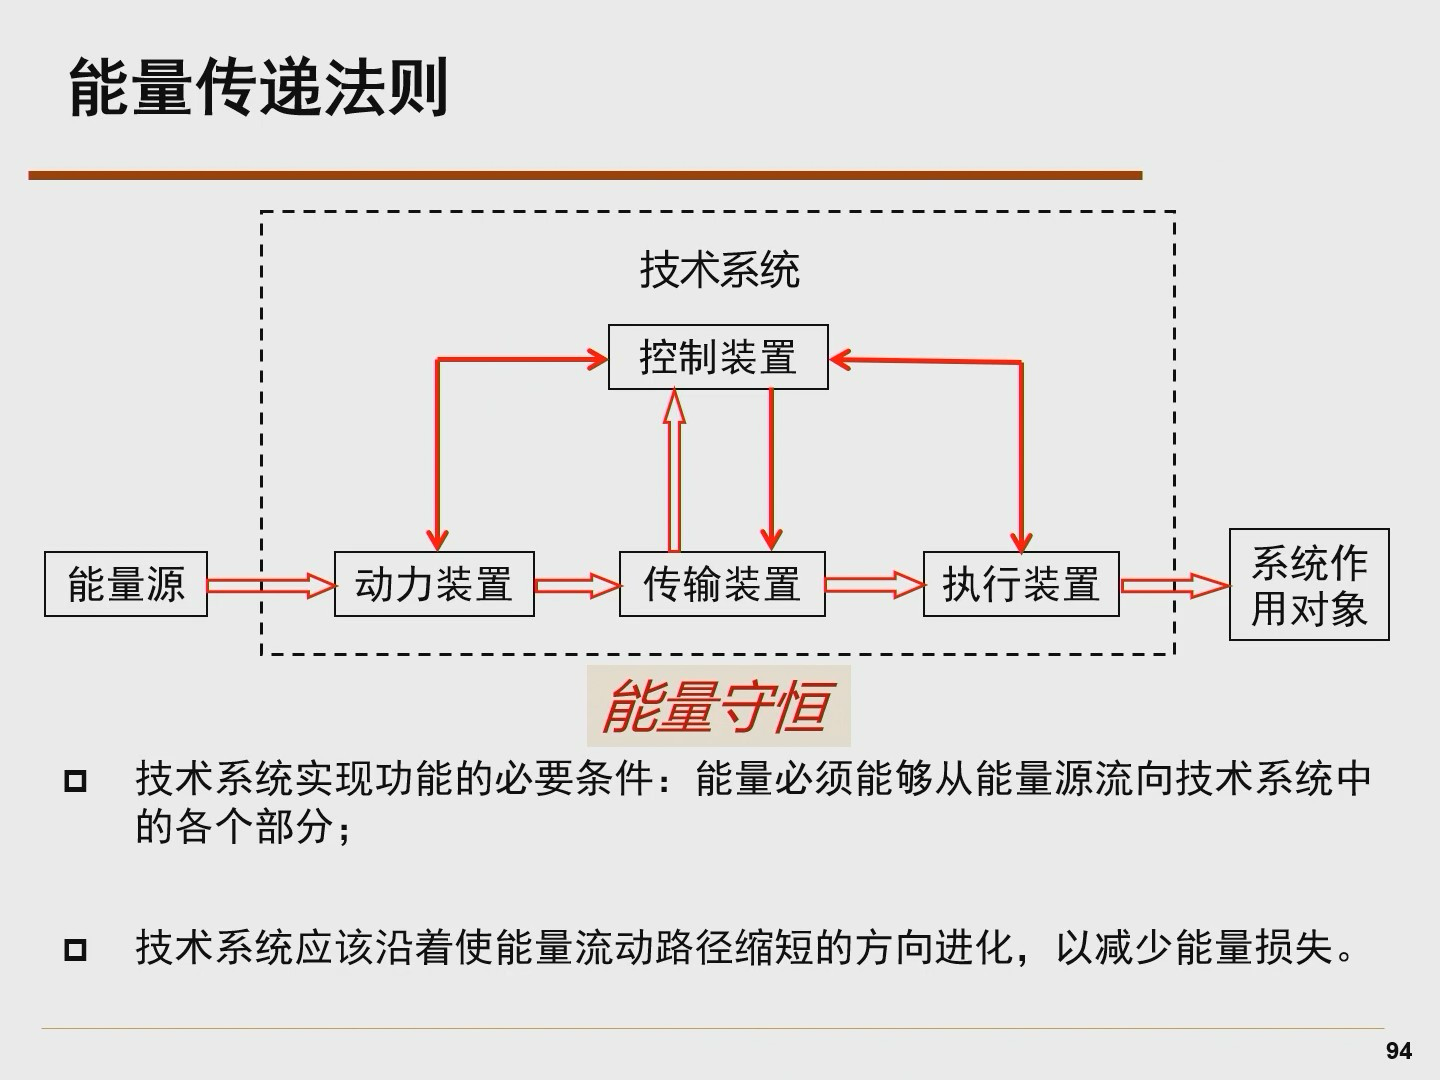 能量传递法则
技术系统
控制装置
能量源
动力装置
传输装置
执行装置
系统作
用对象
能量守恒
技术系统实现功能的必要条件：能量必须能够从能量源流向技术系统中
的各个部分；
技术系统应该沿着使能量流动路径缩短的方向进化，以减少能量损失。
94